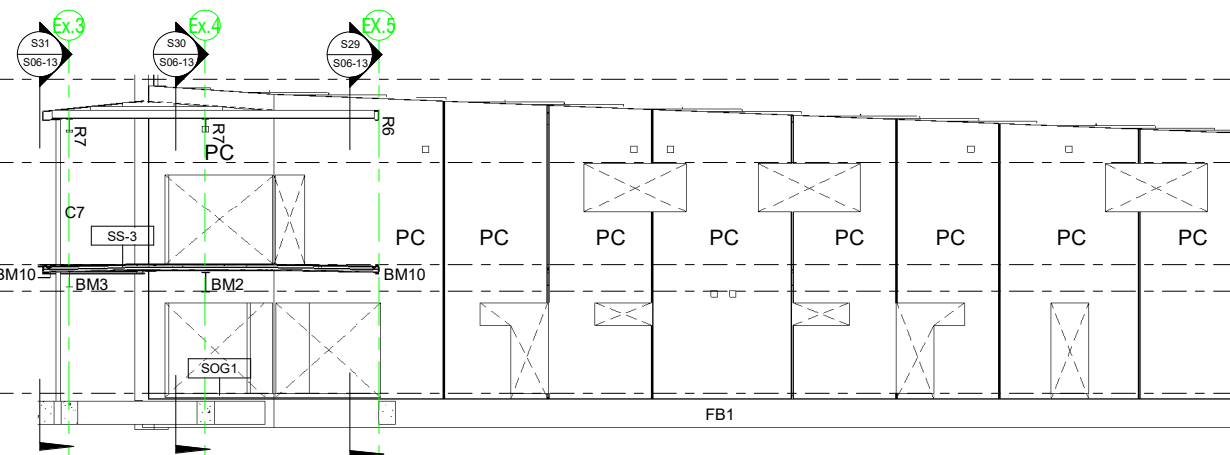 Ex.3
Ex.4
EX.5
S31
S06-13
S30
S06-13
S29
S06-13
R7
R7
R6
PC
C7
SS-3
PC
PC
PC
PC
PC
PC
PC
PC
BM10
BM3
BM2
BM10
SOG1
FB1